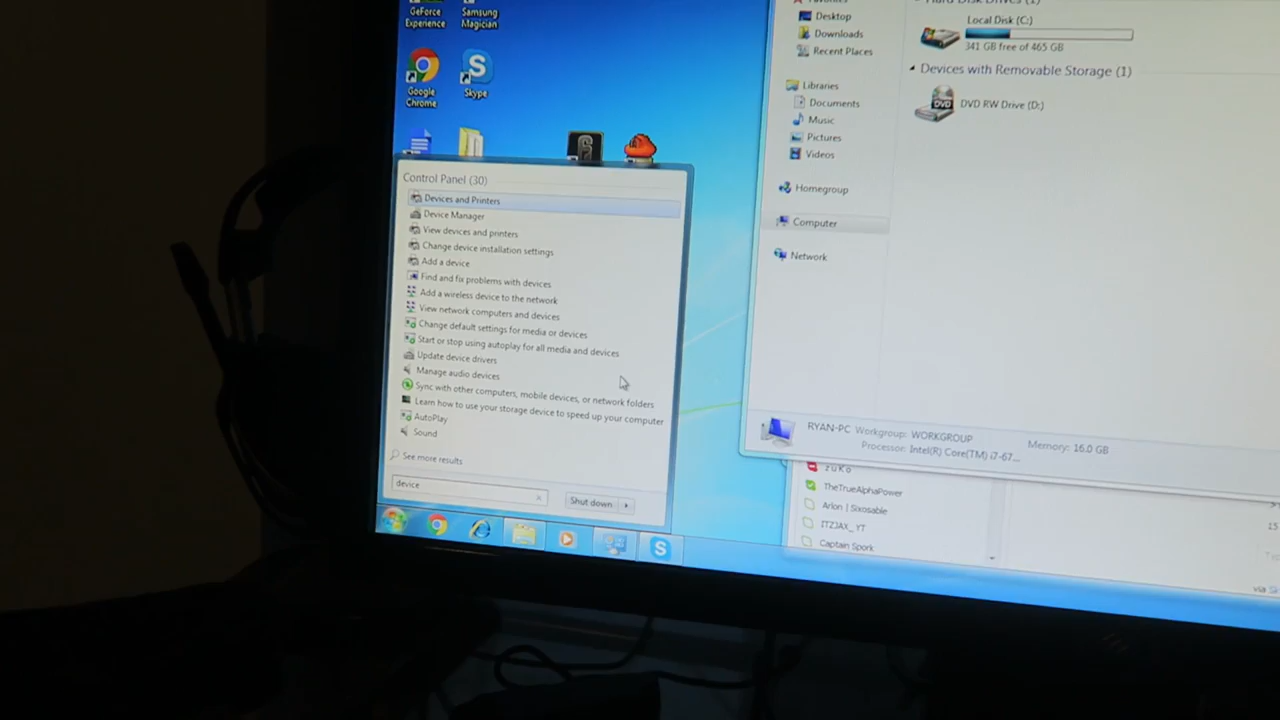 GeForce Experience
Samsung Magician
Google Chrome
Skype
Control Panel (30)
Devices and Printers
Device Manager
View devices and printers
Change device installation settings
Add a device
Find and fix problems with devices
Add a wireless device to the network
View network computers and devices
Change default settings for media or devices
Start or stop using autoplay for all media and devices
Update device drivers
Manage audio devices
Sync with other computers, mobile devices, or network folders
Learn how to use your storage device to speed up your computer
AutoPlay
Sound
See more results
device
Shut down
Desktop
Downloads
Recent Places
Libraries
Documents
Music
Pictures
Videos
Homegroup
Computer
Network
Local Disk (C:)
341 GB free of 465 GB
Devices with Removable Storage (1)
DVD
DVD RW Drive (D:)
RYAN-PC Workgroup: WORKGROUP Memory: 16.0 GB
Processor: Intel(R) Core(TM) i7-67...
zuKo
TheTrueAlphaPower
Arlon | Sixosable
ITZJAX_YT
Captain Spork
via